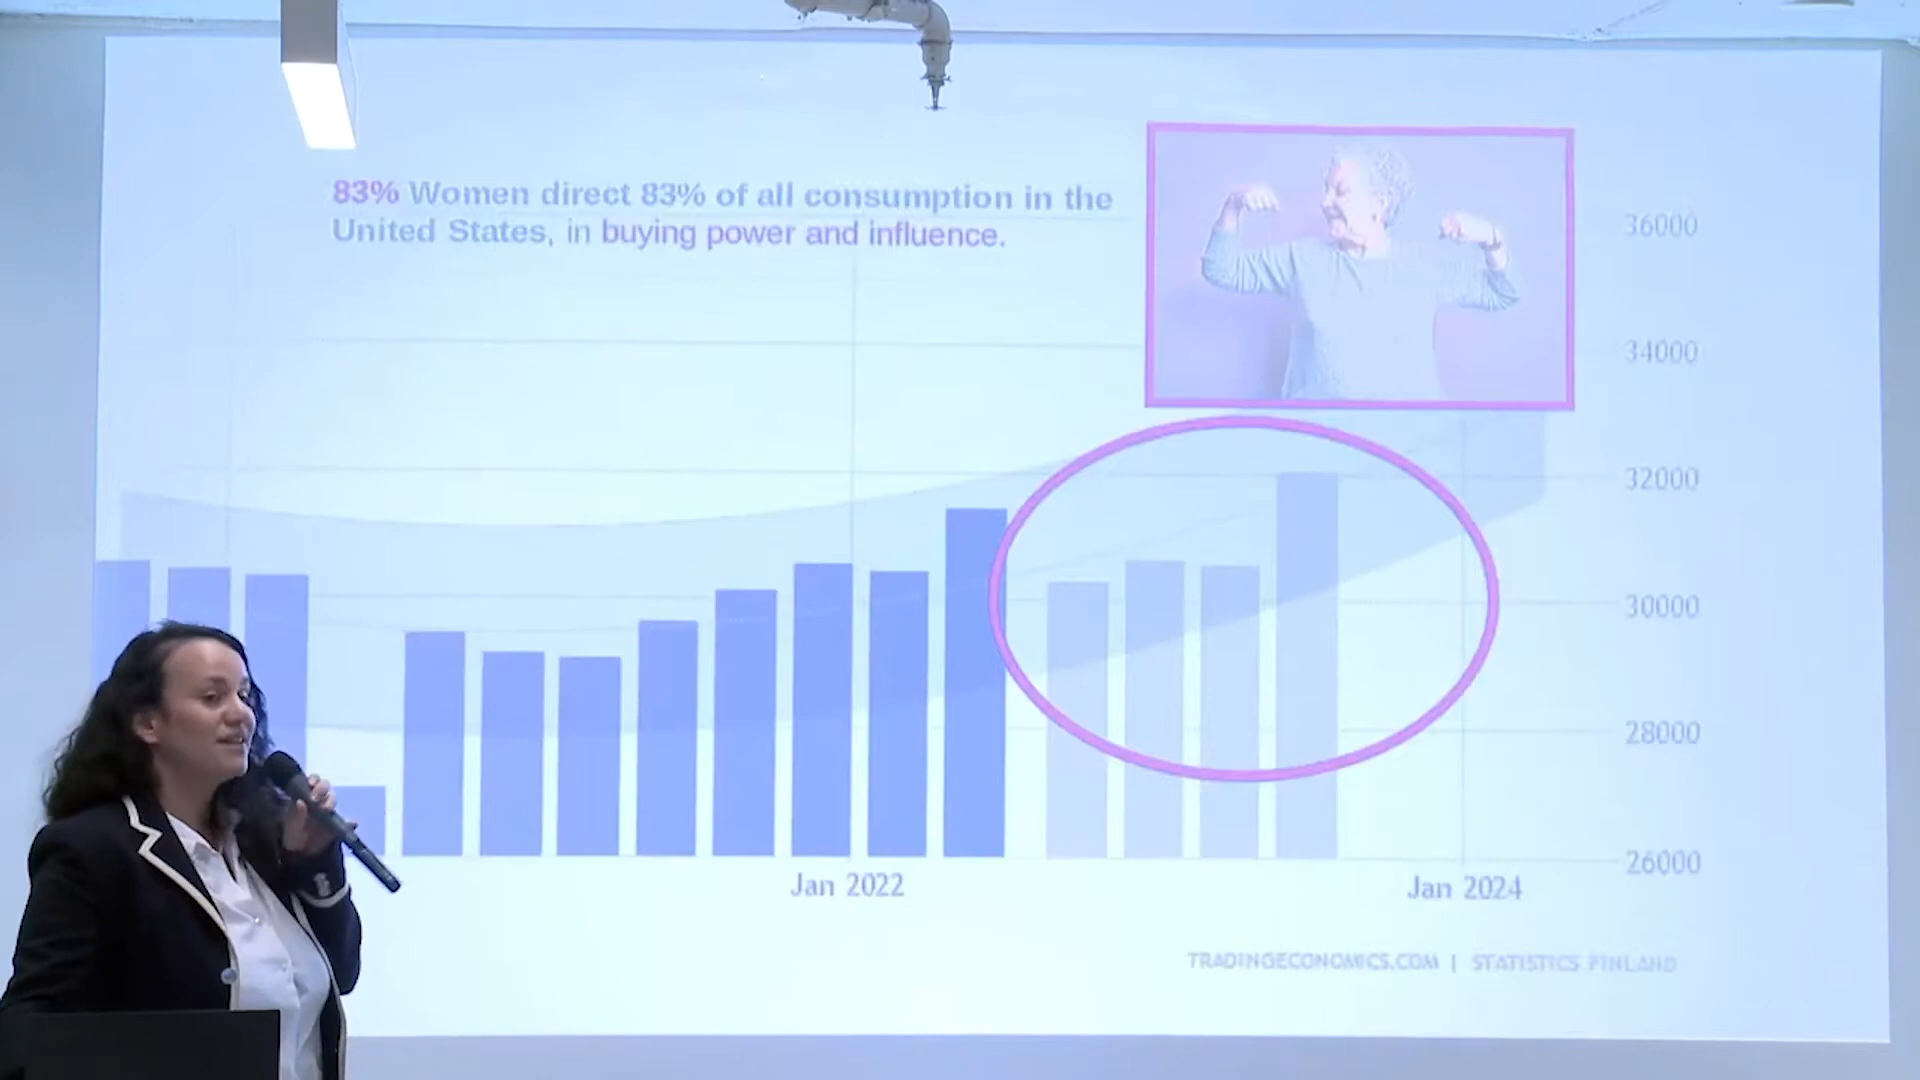 83% Women direct 83% of all consumption in the
United States, in buying power and influence.
36000
34000
32000
30000
28000
26000
Jan 2022
Jan 2024
TRADINGECONOMICS.COM | STATISTICS FINLAND